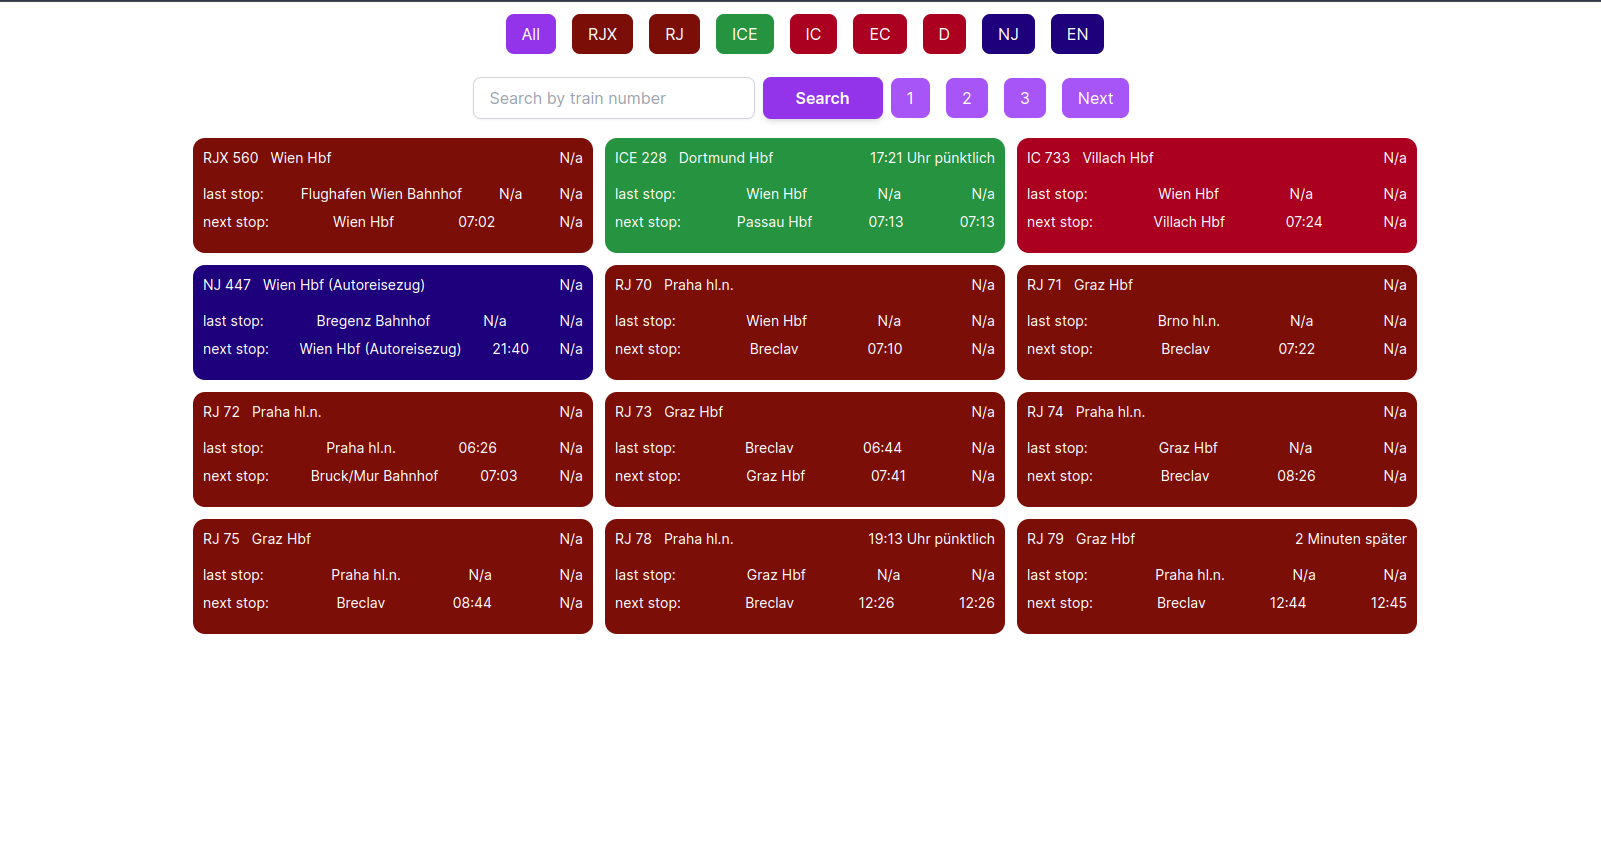 All RJX RJ ICE IC EC D NJ EN
Search by train number Search 1 2 3 Next
RJX 560 Wien Hbf N/a
last stop: Flughafen Wien Bahnhof N/a N/a
next stop: Wien Hbf 07:02 N/a
ICE 228 Dortmund Hbf 17:21 Uhr pünktlich
last stop: Wien Hbf N/a N/a
next stop: Passau Hbf 07:13 07:13
IC 733 Villach Hbf N/a
last stop: Wien Hbf N/a N/a
next stop: Villach Hbf 07:24 N/a
NJ 447 Wien Hbf (Autoreisezug) N/a
last stop: Bregenz Bahnhof N/a N/a
next stop: Wien Hbf (Autoreisezug) 21:40 N/a
RJ 70 Praha hl.n. N/a
last stop: Wien Hbf N/a N/a
next stop: Breclav 07:10 N/a
RJ 71 Graz Hbf N/a
last stop: Brno hl.n. N/a N/a
next stop: Breclav 07:22 N/a
RJ 72 Praha hl.n. N/a
last stop: Praha hl.n. 06:26 N/a
next stop: Bruck/Mur Bahnhof 07:03 N/a
RJ 73 Graz Hbf N/a
last stop: Breclav 06:44 N/a
next stop: Graz Hbf 07:41 N/a
RJ 74 Praha hl.n. N/a
last stop: Graz Hbf N/a N/a
next stop: Breclav 08:26 N/a
RJ 75 Graz Hbf N/a
last stop: Praha hl.n. N/a N/a
next stop: Breclav 08:44 N/a
RJ 78 Praha hl.n. 19:13 Uhr pünktlich
last stop: Graz Hbf N/a N/a
next stop: Breclav 12:26 12:26
RJ 79 Graz Hbf 2 Minuten später
last stop: Praha hl.n. N/a N/a
next stop: Breclav 12:44 12:45